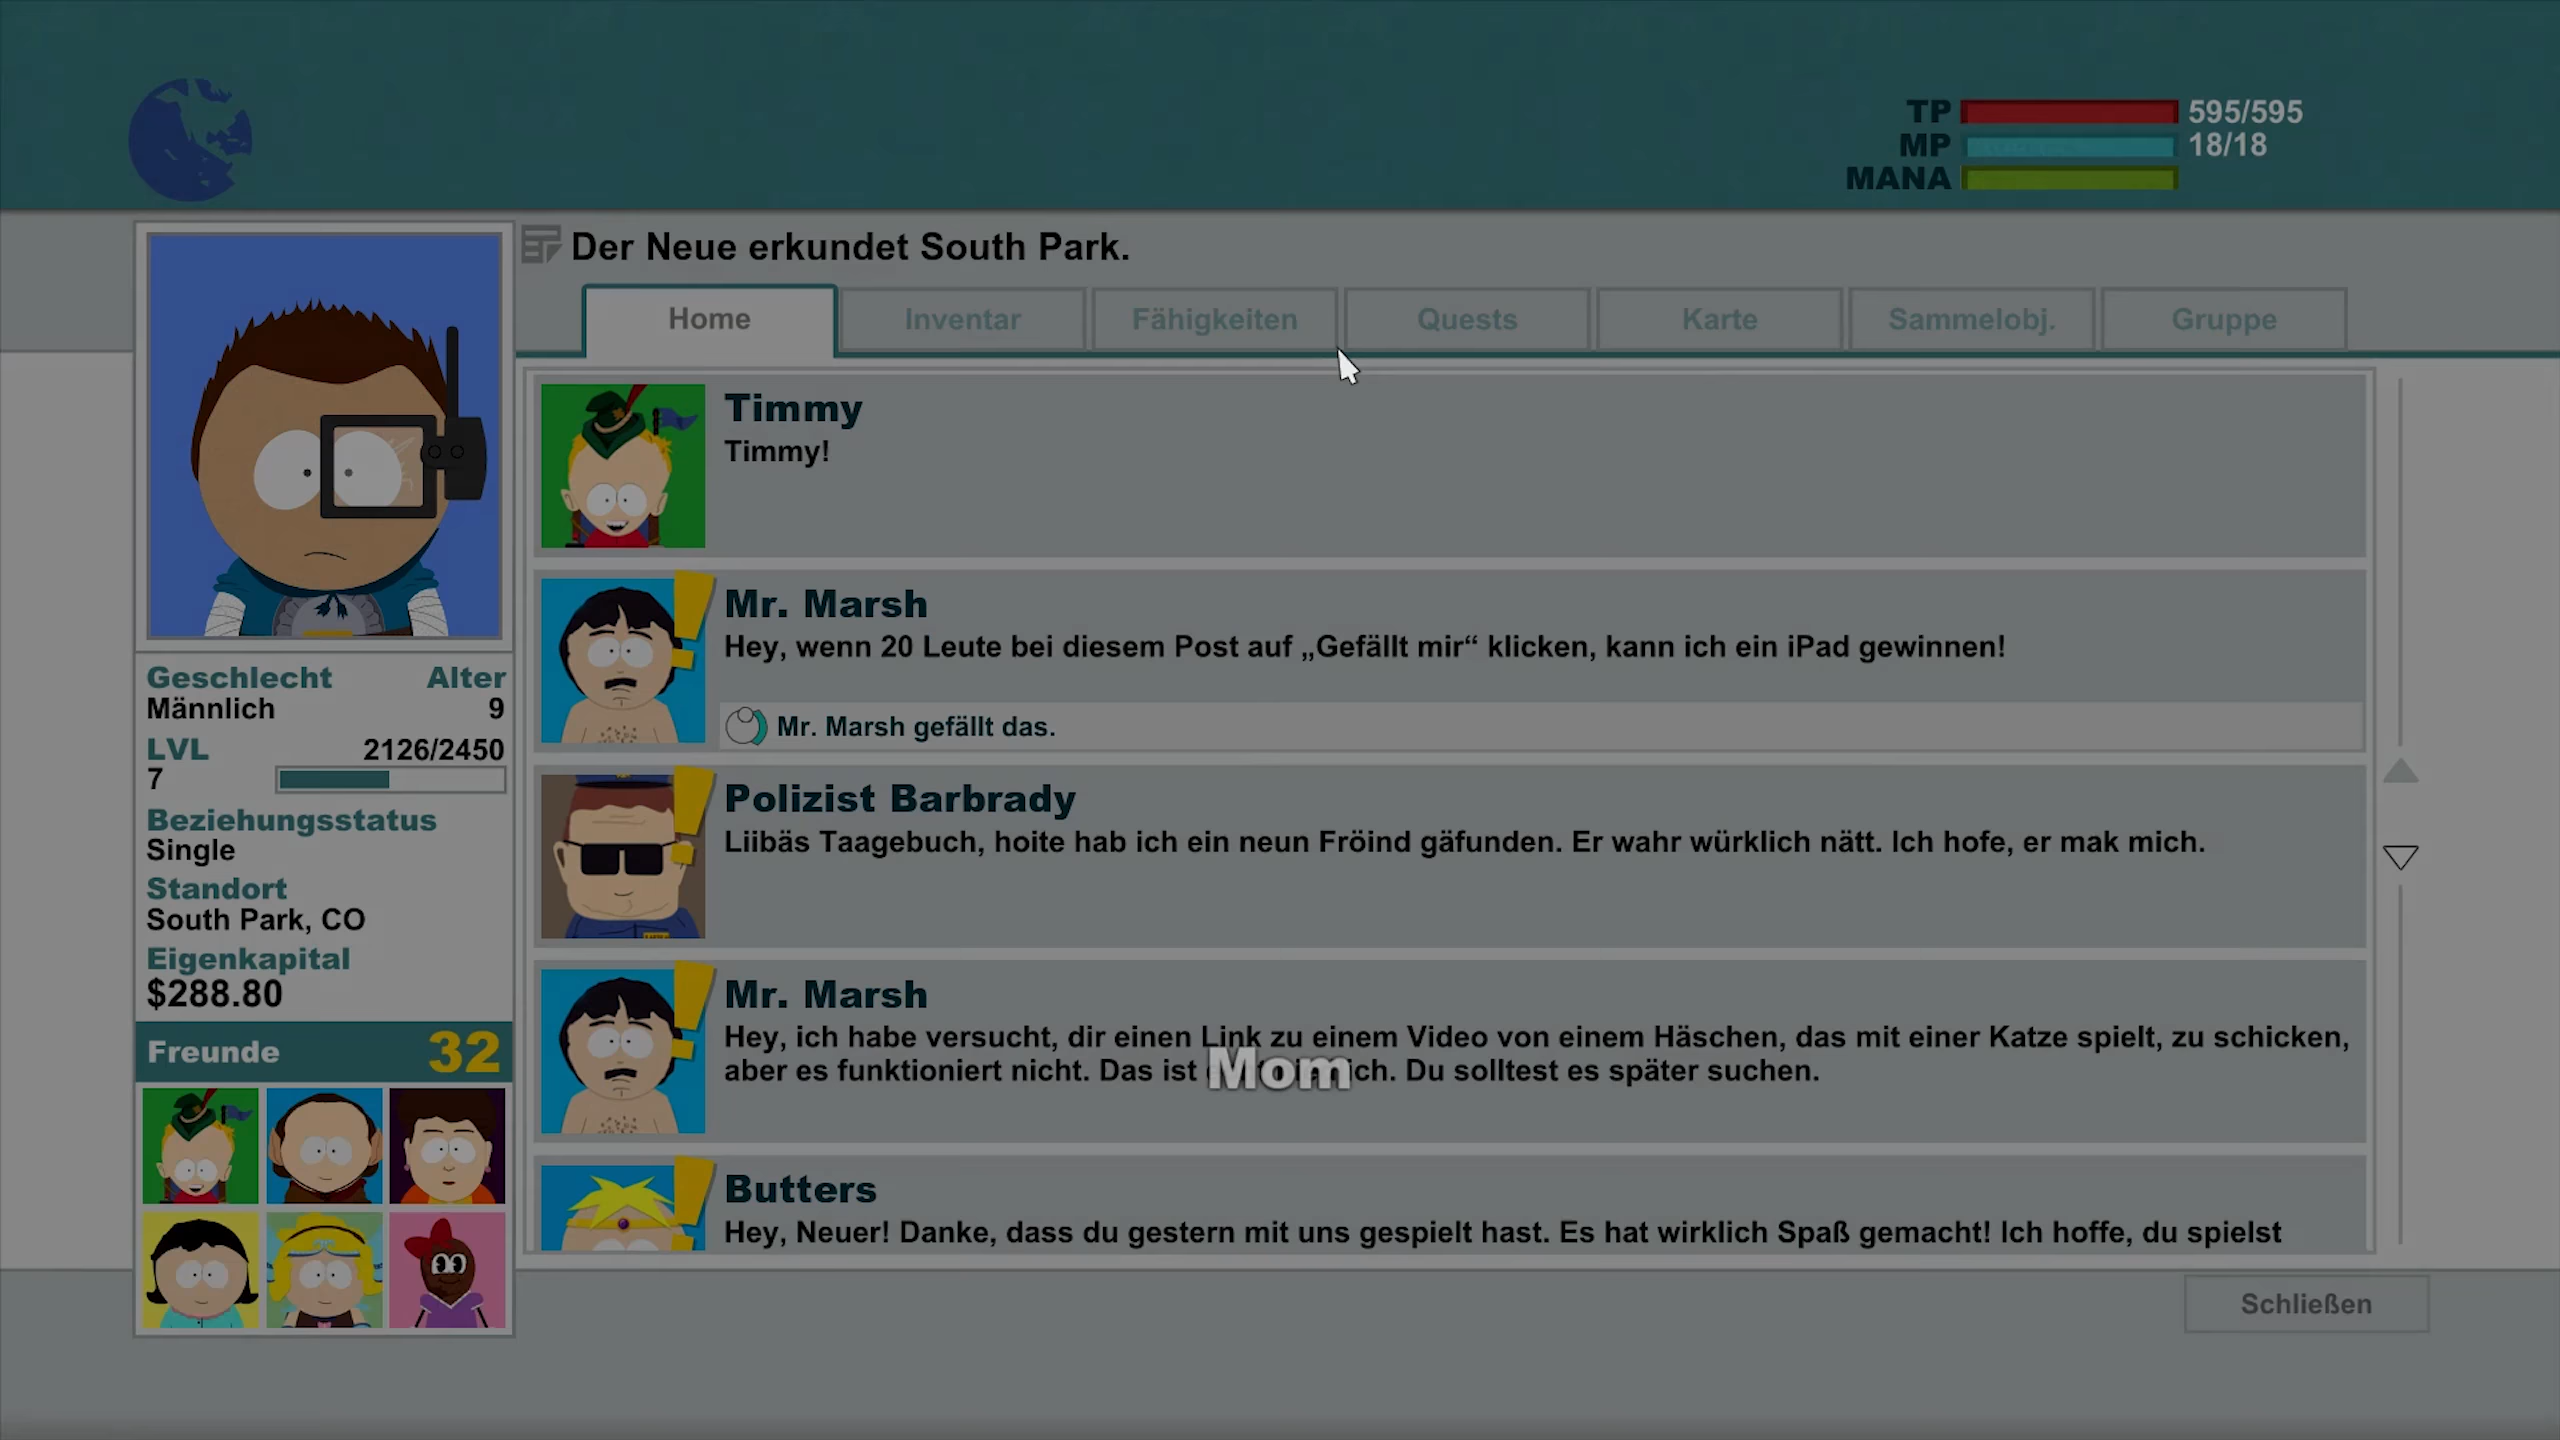 TP 595/595
MP 18/18
MANA
Der Neue erkundet South Park.
Home Inventar Fähigkeiten Quests Karte Sammelobj. Gruppe
Geschlecht Alter
Männlich 9
LVL 2126/2450
7
Beziehungsstatus
Single
Standort
South Park, CO
Eigenkapital
$288.80
Freunde 32
Timmy
Timmy!
Mr. Marsh
Hey, wenn 20 Leute bei diesem Post auf „Gefällt mir“ klicken, kann ich ein iPad gewinnen!
Mr. Marsh gefällt das.
Polizist Barbrady
Liibäs Taagebuch, hoite hab ich ein neun Fröind gäfunden. Er wahr würklich nätt. Ich hofe, er mak mich.
Mr. Marsh
Hey, ich habe versucht, dir einen Link zu einem Video von einem Häschen, das mit einer Katze spielt, zu schicken,
aber es funktioniert nicht. Das ist Du solltest es später suchen.
Mom
Butters
Hey, Neuer! Danke, dass du gestern mit uns gespielt hast. Es hat wirklich Spaß gemacht! Ich hoffe, du spielst
Schließen